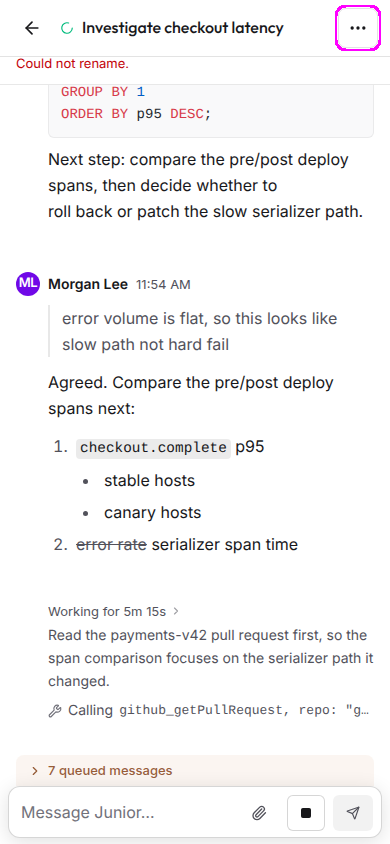 Investigate checkout latency
Could not rename.
GROUP BY 1
ORDER BY p95 DESC;
Next step: compare the pre/post deploy
spans, then decide whether to
roll back or patch the slow serializer path.
ML Morgan Lee 11:54 AM
error volume is flat, so this looks like
slow path not hard fail
Agreed. Compare the pre/post deploy
spans next:
1. checkout.complete p95
• stable hosts
• canary hosts
2. error rate serializer span time
Working for 5m 15s
Read the payments-v42 pull request first, so the
span comparison focuses on the serializer path it
changed.
Calling github_getPullRequest, repo: "g…
7 queued messages
Message Junior...